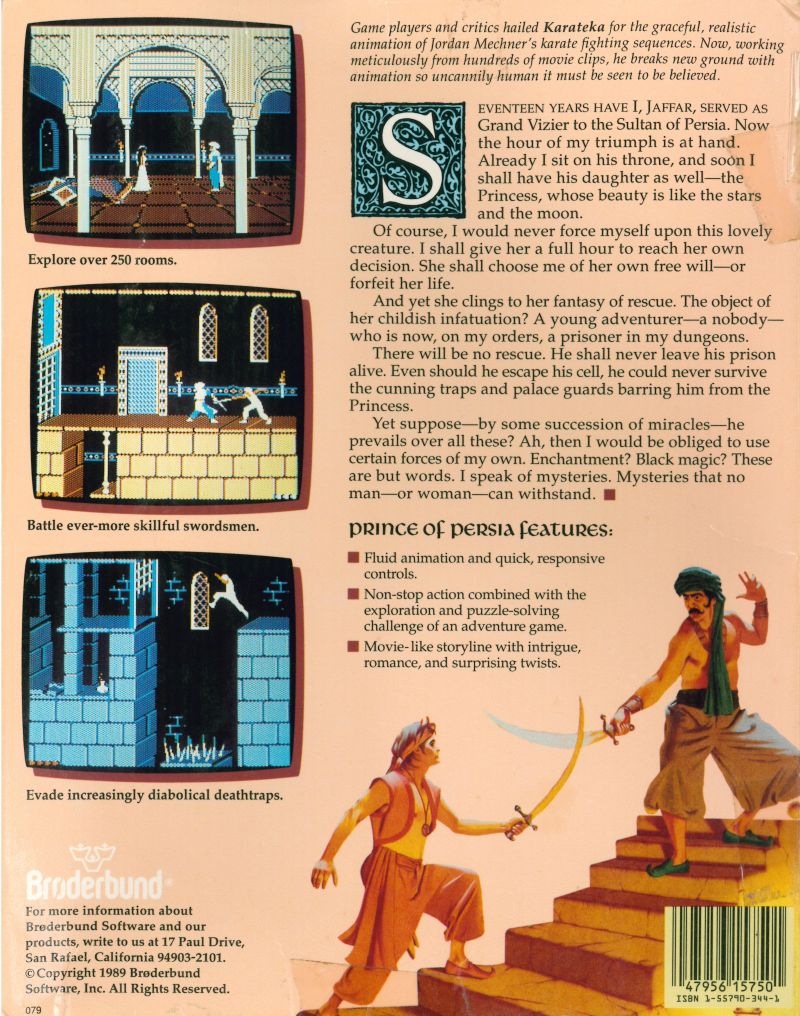 Game players and critics hailed Karateka for the graceful, realistic
animation of Jordan Mechner's karate fighting sequences. Now, working
meticulously from hundreds of movie clips, he breaks new ground with
animation so uncannily human it must be seen to be believed.
SEVENTEEN YEARS HAVE I, JAFFAR, SERVED AS
Grand Vizier to the Sultan of Persia. Now
the hour of my triumph is at hand.
Already I sit on his throne, and soon I
shall have his daughter as well—the
Princess, whose beauty is like the stars
and the moon.
Of course, I would never force myself upon this lovely
creature. I shall give her a full hour to reach her own
decision. She shall choose me of her own free will—or
forfeit her life.
And yet she clings to her fantasy of rescue. The object of
her childish infatuation? A young adventurer—a nobody—
who is now, on my orders, a prisoner in my dungeons.
There will be no rescue. He shall never leave his prison
alive. Even should he escape his cell, he could never survive
the cunning traps and palace guards barring him from the
Princess.
Yet suppose—by some succession of miracles—he
prevails over all these? Ah, then I would be obliged to use
certain forces of my own. Enchantment? Black magic? These
are but words. I speak of mysteries. Mysteries that no
man—or woman—can withstand.
PRINCE OF PERSIA FEATURES:
Fluid animation and quick, responsive
controls.
Non-stop action combined with the
exploration and puzzle-solving
challenge of an adventure game.
Movie-like storyline with intrigue,
romance, and surprising twists.
Explore over 250 rooms.
Battle ever-more skillful swordsmen.
Evade increasingly diabolical deathtraps.
Brøderbund®
For more information about
Brøderbund Software and our
products, write to us at 17 Paul Drive,
San Rafael, California 94903-2101.
© Copyright 1989 Brøderbund
Software, Inc. All Rights Reserved.
079
47956 15750
ISBN 1-55790-344-1